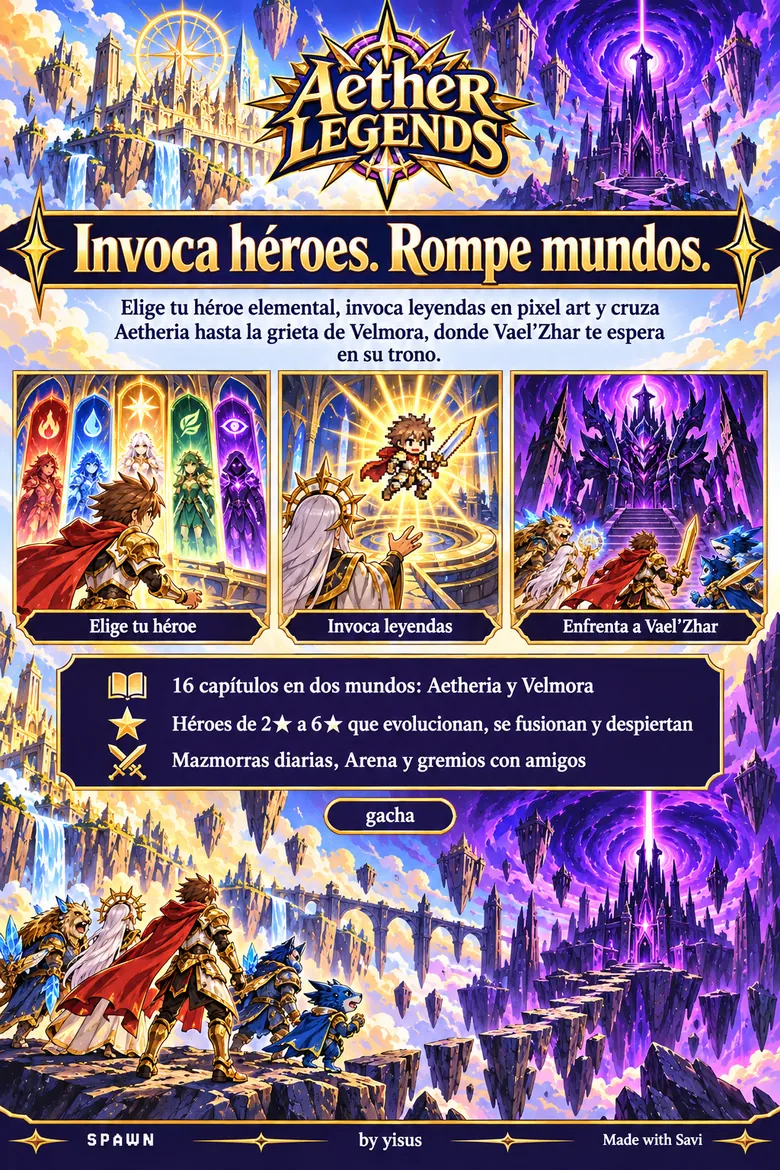 Aether
LEGENDS
Invoca héroes. Rompe mundos.
Elige tu héroe elemental, invoca leyendas en pixel art y cruza
Aetheria hasta la grieta de Velmora, donde Vael’Zhar te espera
en su trono.
Elige tu héroe
Invoca leyendas
Enfrenta a Vael’Zhar
16 capítulos en dos mundos: Aetheria y Velmora
Héroes de 2★ a 6★ que evolucionan, se fusionan y despiertan
Mazmorras diarias, Arena y gremios con amigos
gacha
SPAWN
by yisus
Made with Savi